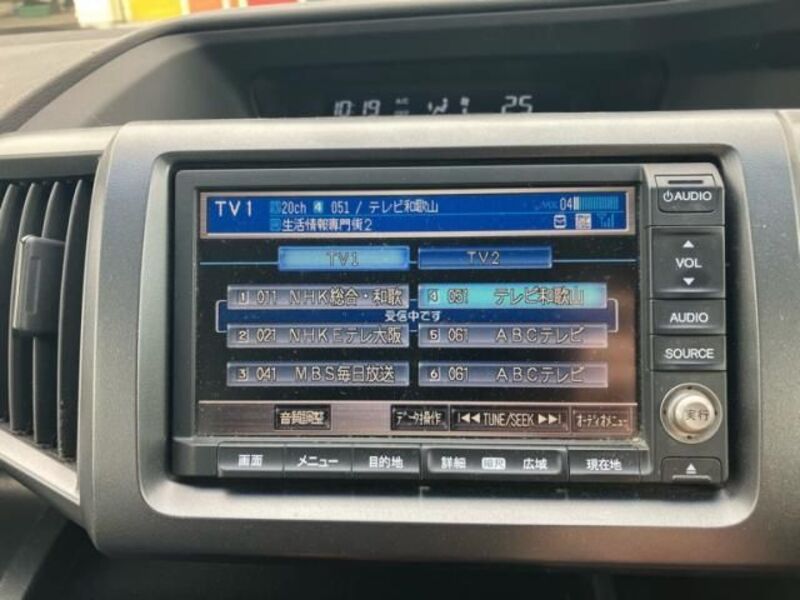 10:19 25
TV1 20ch 4 051 / テレビ和歌山 04
生活情報専門街2
TV1 TV2
1 011 NHK総合・和歌 4 051 テレビ和歌山
受信中です
2 021 NHKEテレ大阪 5 061 ABCテレビ
3 041 MBS毎日放送 6 061 ABCテレビ
音質調整 データ操作 TUNE/SEEK オーディオメニュー
画面 メニュー 目的地 詳細 縮尺 広域 現在地
AUDIO
VOL
AUDIO
SOURCE
実行